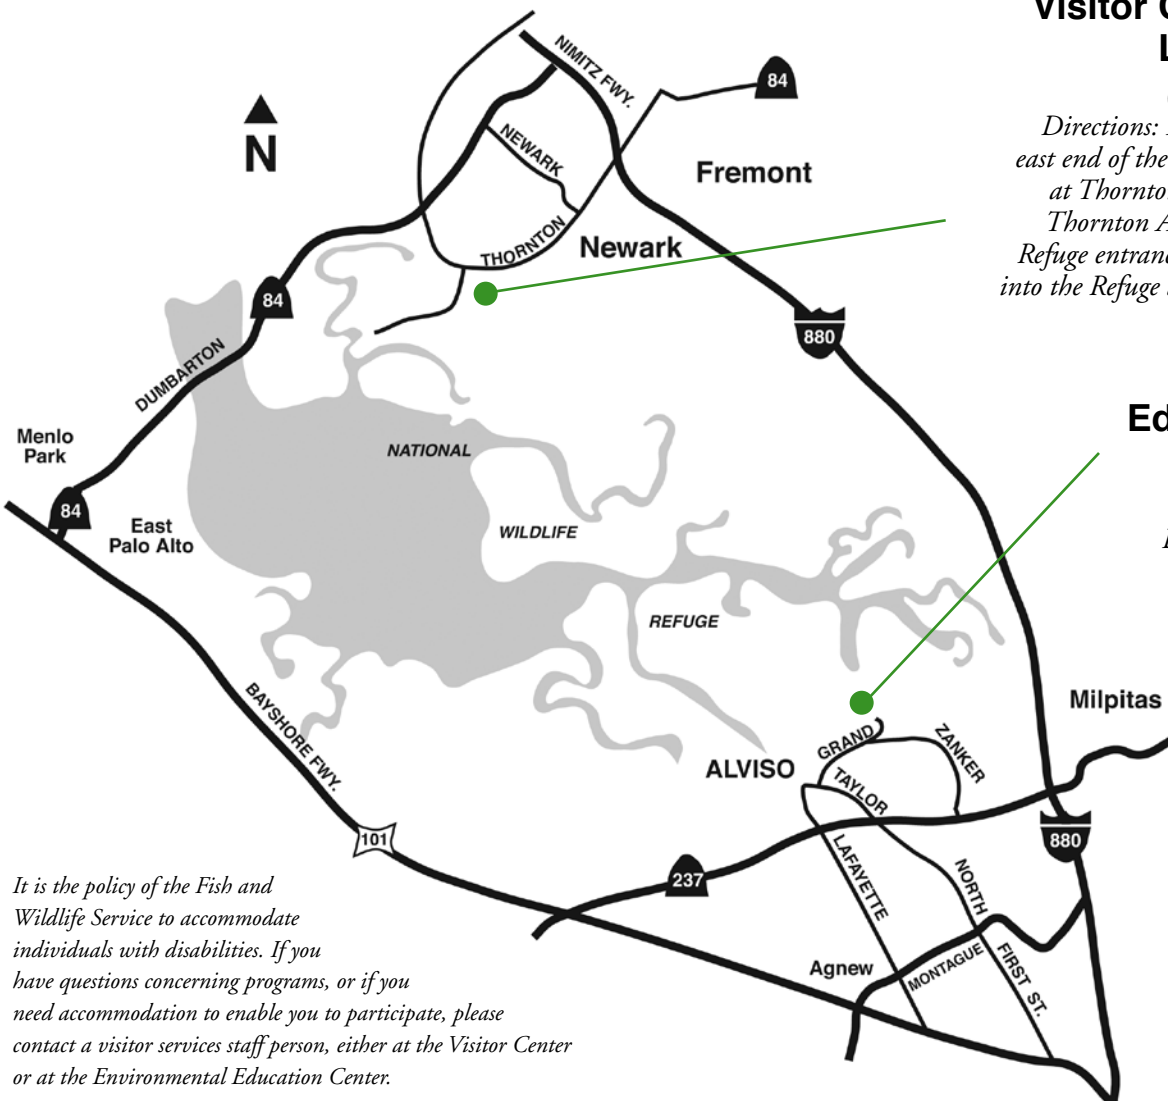 Visitor
L
Directions:
east end of the
at Thornto
Thornton A
Refuge entranc
into the Refuge
Ed
NIMITZ FWY.
84
N
NEWARK
Fremont
THORNTON
Newark
84
880
DUMBARTON
Menlo
Park
NATIONAL
84
East
Palo Alto
WILDLIFE
REFUGE
BAYSHORE FWY.
Milpitas
GRAND
ZANKER
ALVISO
TAYLOR
101
880
LAFAYETTE
237
NORTH
FIRST ST.
Agnew
MONTAGUE
It is the policy of the Fish and
Wildlife Service to accommodate
individuals with disabilities. If you
have questions concerning programs, or if you
need accommodation to enable you to participate, please
contact a visitor services staff person, either at the Visitor Center
or at the Environmental Education Center.